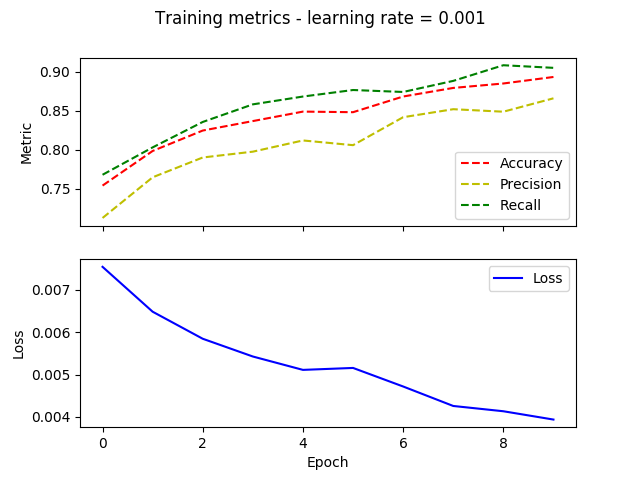 Training metrics - learning rate = 0.001
0.90
0.85
0.80
0.75
Metric
Accuracy
Precision
Recall
0.007
0.006
0.005
0.004
Loss
Loss
0 2 4 6 8
Epoch